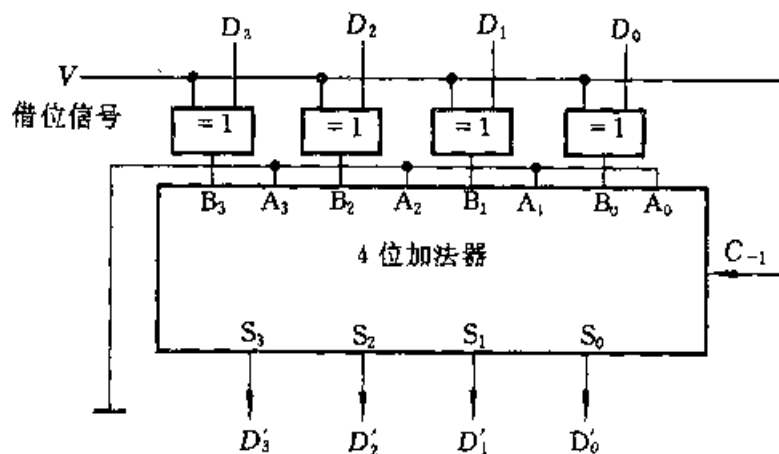 D₃ D₂ D₁ D₀
V
借位信号
= 1 = 1 = 1 = 1
B₃ A₃ B₂ A₂ B₁ A₁ B₀ A₀
4 位加法器
C₋₁
S₃ S₂ S₁ S₀
D′₃ D′₂ D′₁ D′₀